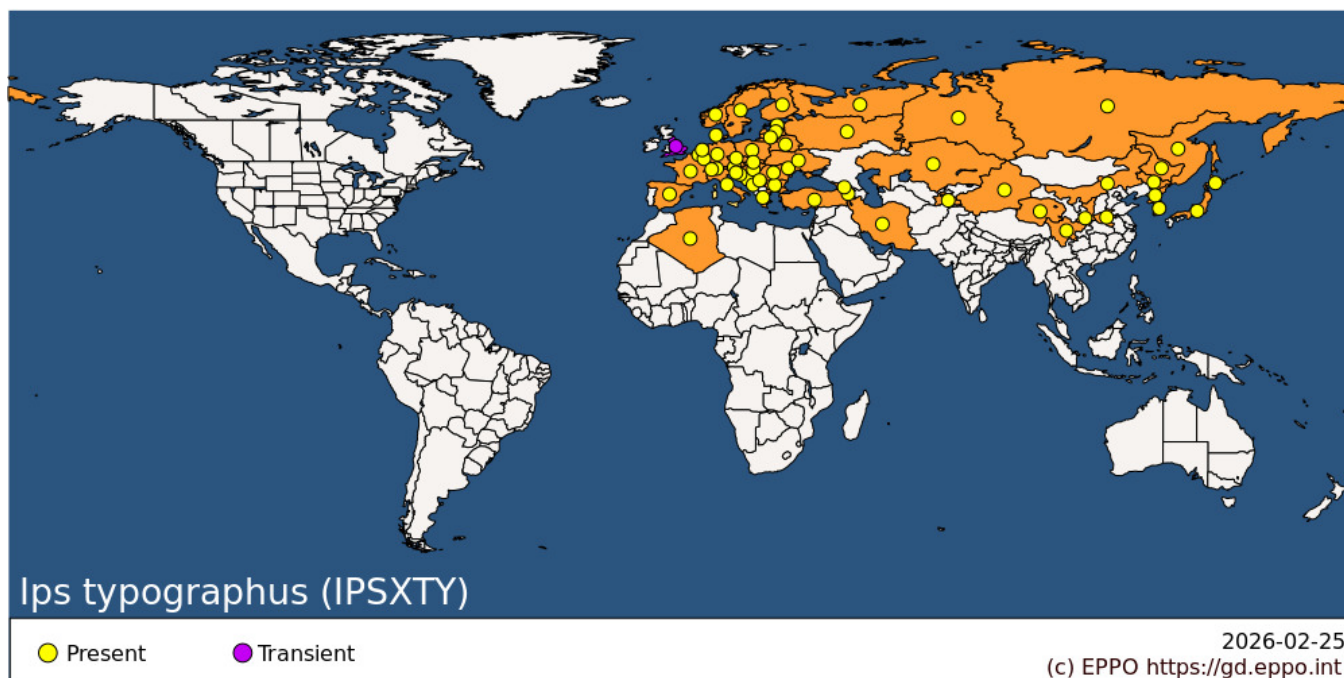 Ips typographus (IPSXTY)
Present
Transient
2026-02-25
(c) EPPO https://gd.eppo.int